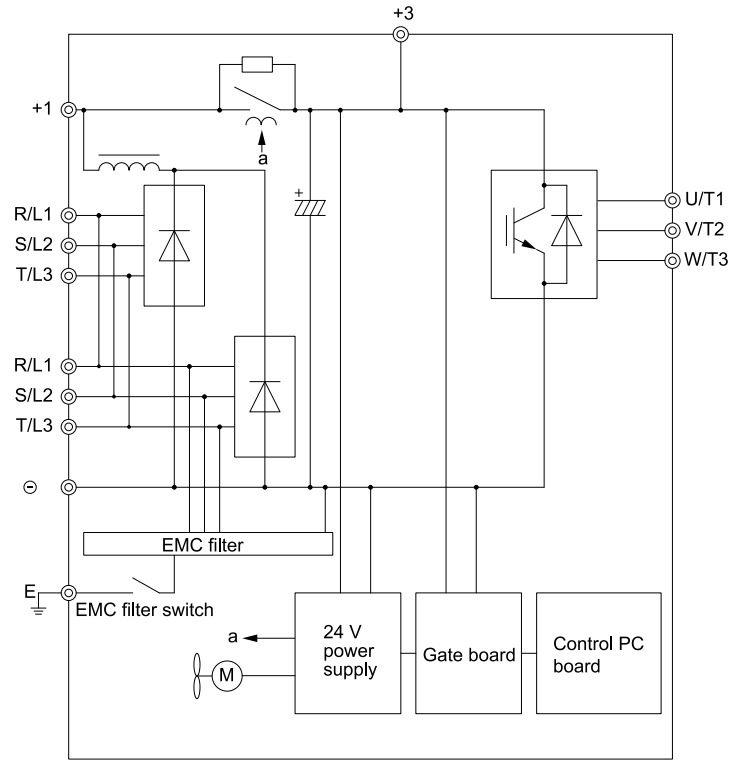 +3
+1
a
+
R/L1
S/L2
T/L3
U/T1
V/T2
W/T3
R/L1
S/L2
T/L3
⊖
EMC filter
E
EMC filter switch
a
24 V
power
supply
Gate board
Control PC
board
M